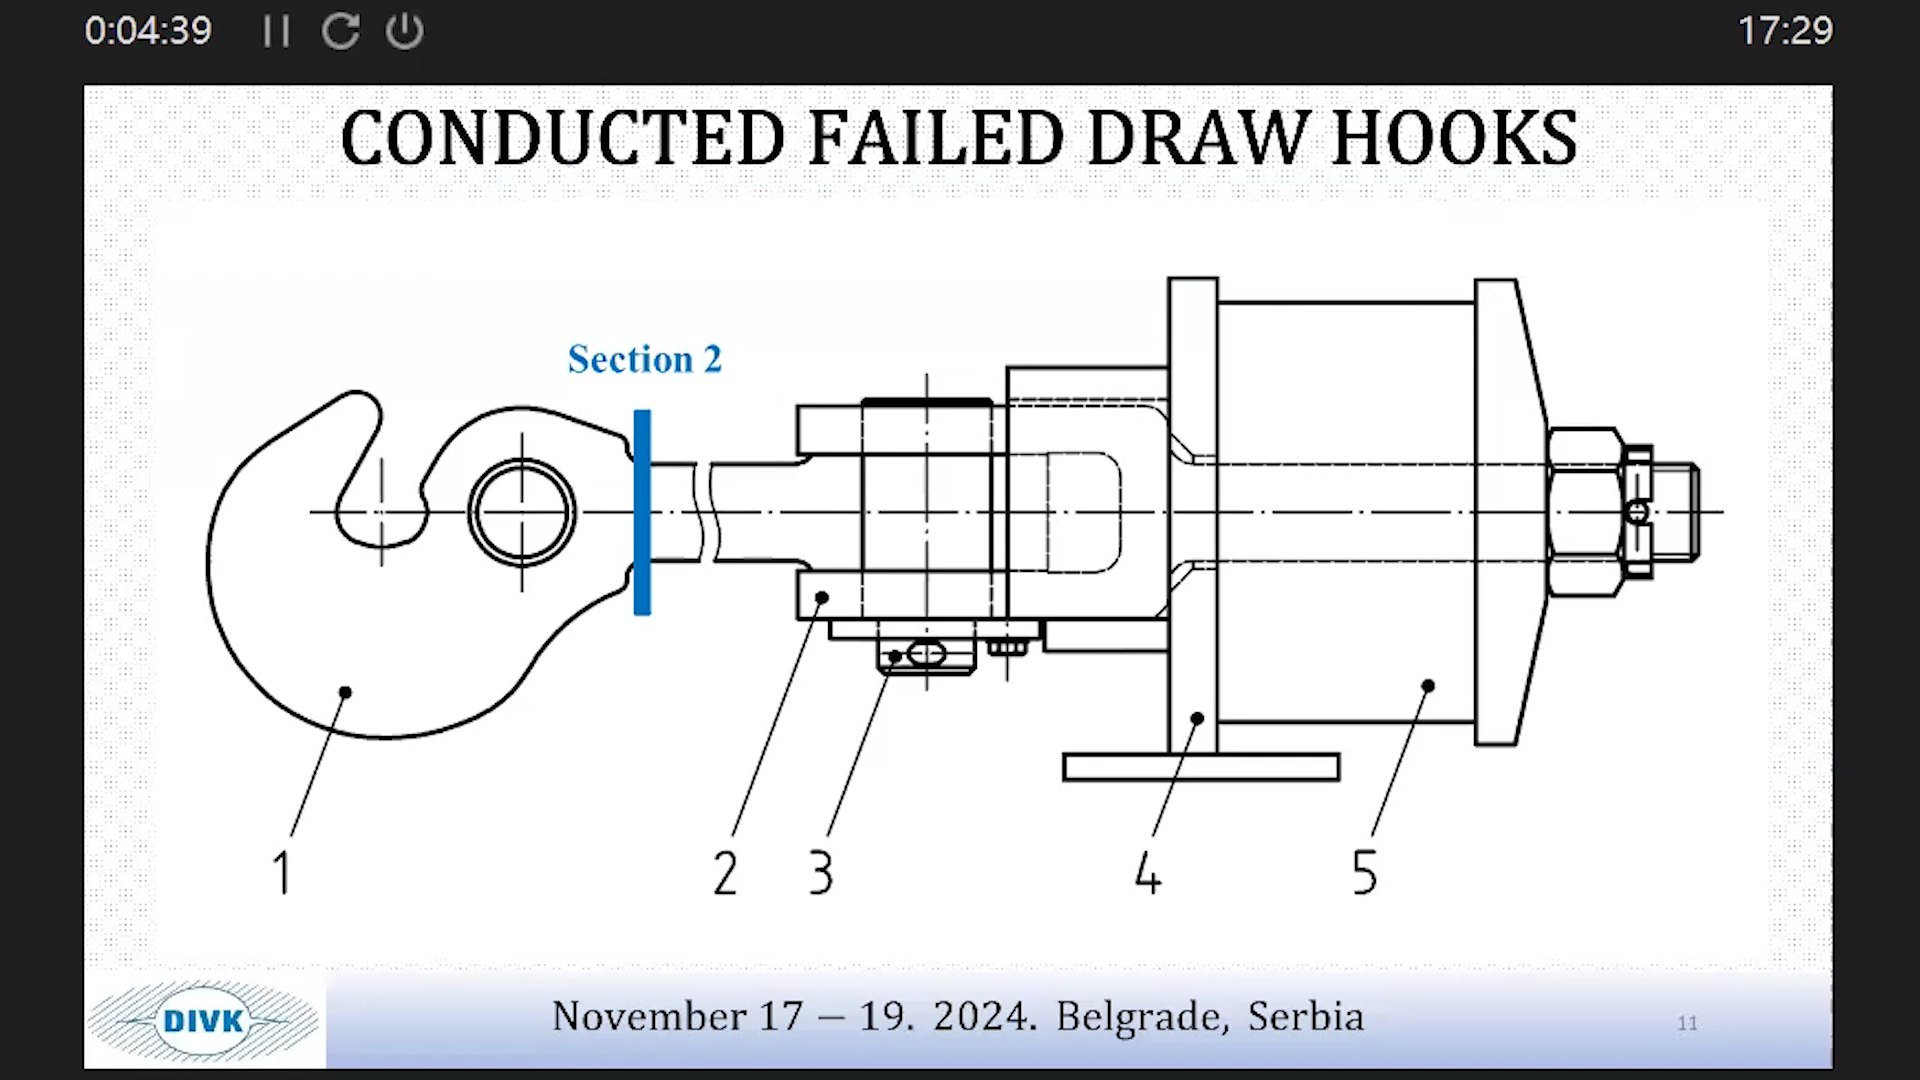 0:04:39
17:29
CONDUCTED FAILED DRAW HOOKS
Section 2
1
2
3
4
5
DIVK
November 17 – 19. 2024. Belgrade, Serbia
11